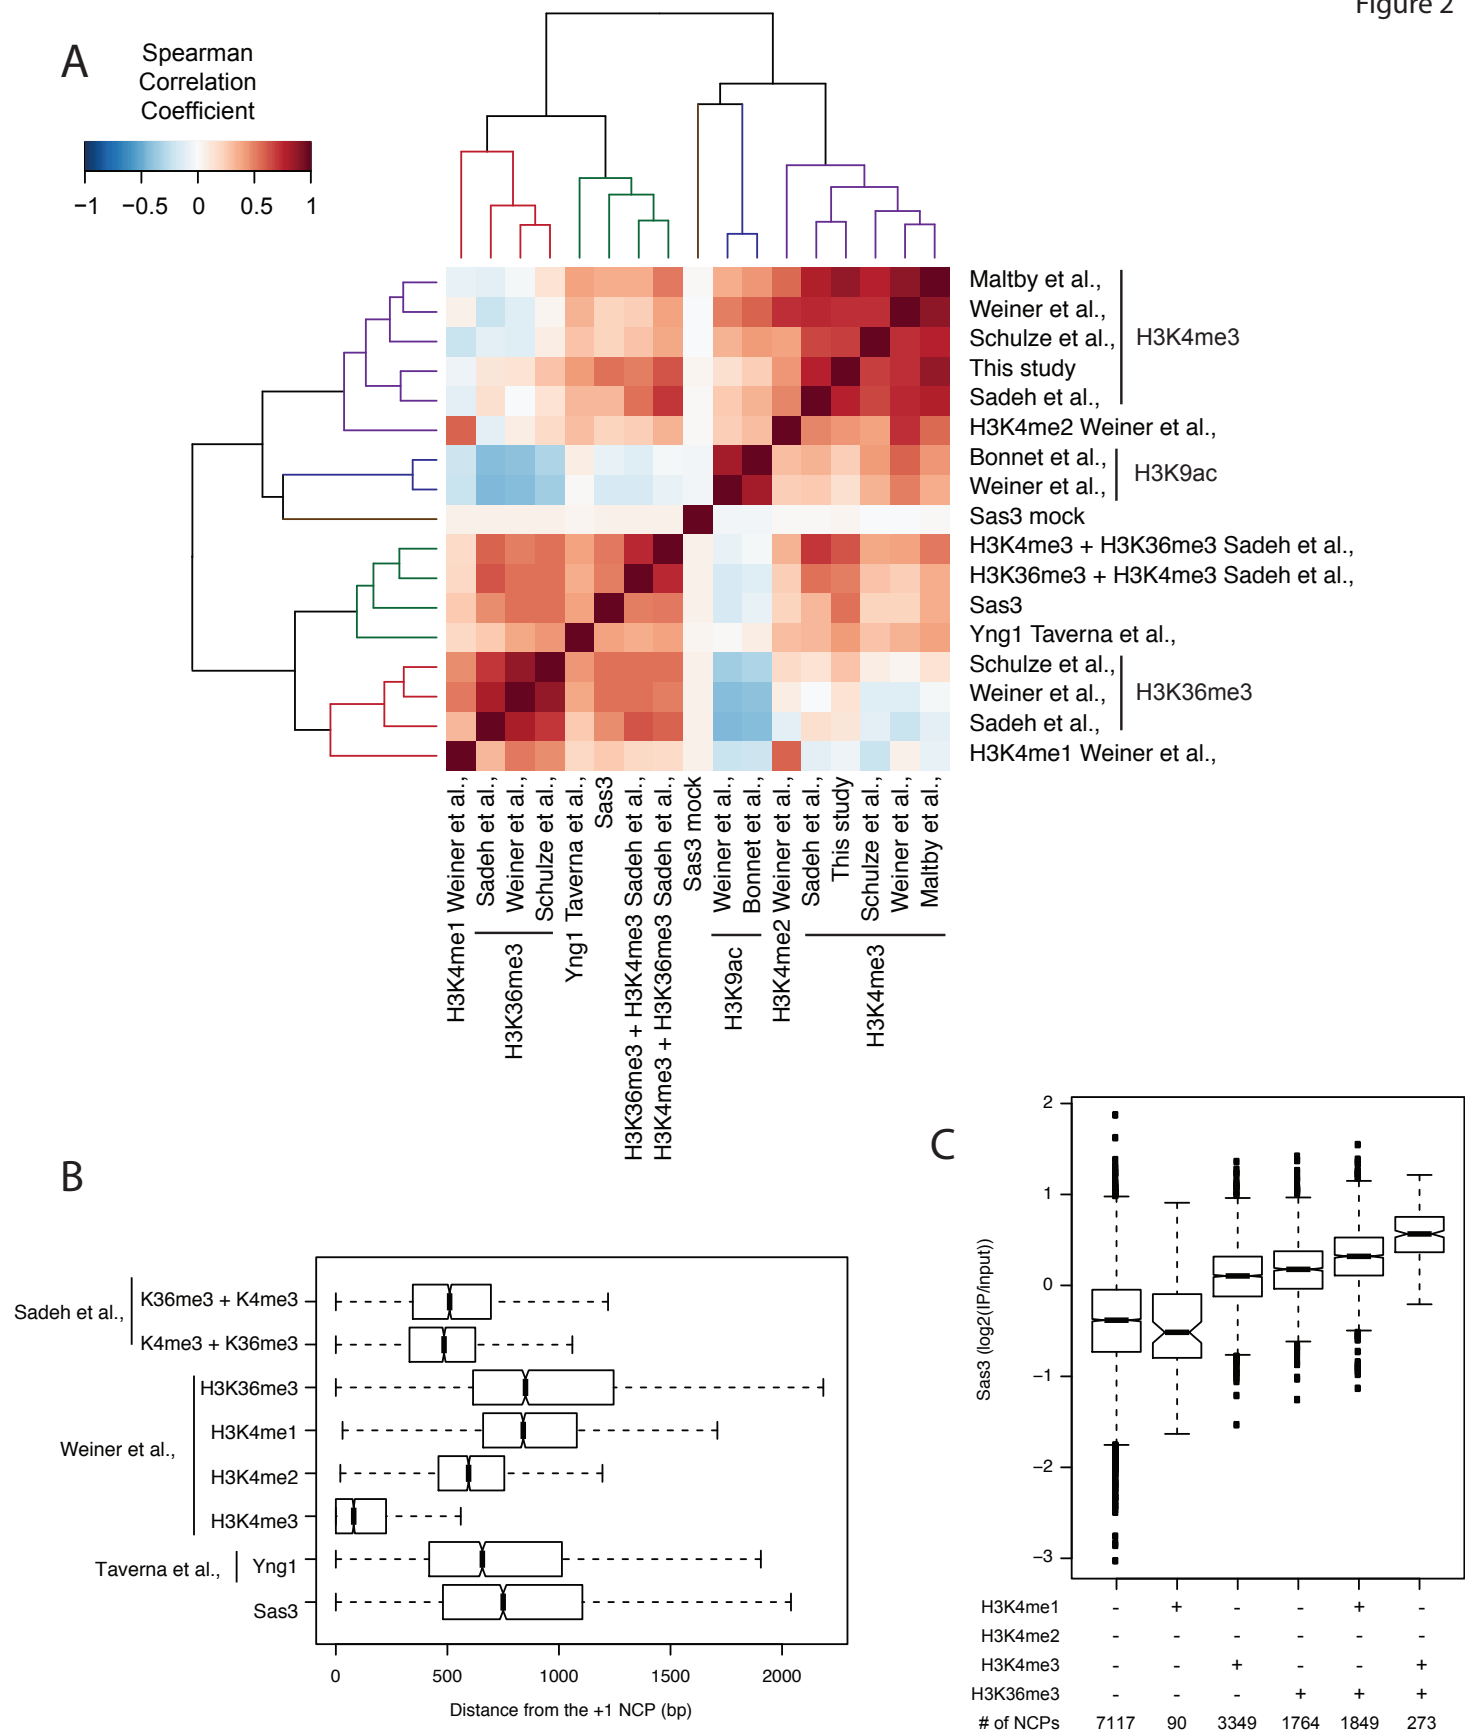 Figure 2
A
Spearman
Correlation
Coefficient
−1 −0.5 0 0.5 1
Maltby et al.,
Weiner et al.,
Schulze et al.,
This study
Sadeh et al.,
H3K4me3
H3K4me2 Weiner et al.,
Bonnet et al.,
Weiner et al.,
H3K9ac
Sas3 mock
H3K4me3 + H3K36me3 Sadeh et al.,
H3K36me3 + H3K4me3 Sadeh et al.,
Sas3
Yng1 Taverna et al.,
Schulze et al.,
Weiner et al.,
Sadeh et al.,
H3K36me3
H3K4me1 Weiner et al.,
H3K4me1 Weiner et al.,
Sadeh et al.,
Weiner et al.,
Schulze et al.,
H3K36me3
Yng1 Taverna et al.,
Sas3
H3K36me3 + H3K4me3 Sadeh et al.,
H3K4me3 + H3K36me3 Sadeh et al.,
Sas3 mock
Weiner et al.,
Bonnet et al.,
H3K9ac
H3K4me2 Weiner et al.,
Sadeh et al.,
This study
Schulze et al.,
Weiner et al.,
Maltby et al.,
H3K4me3
B
Sadeh et al.,
K36me3 + K4me3
K4me3 + K36me3
Weiner et al.,
H3K36me3
H3K4me1
H3K4me2
H3K4me3
Taverna et al.,
Yng1
Sas3
0 500 1000 1500 2000
Distance from the +1 NCP (bp)
C
Sas3 (log2(IP/input))
2
1
0
−1
−2
−3
H3K4me1 - + - - + -
H3K4me2 - - - - - -
H3K4me3 - - + - - +
H3K36me3 - - - + + +
# of NCPs 7117 90 3349 1764 1849 273